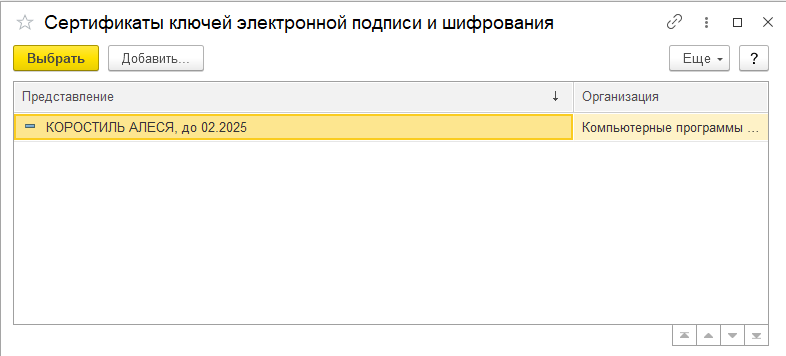 Сертификаты ключей электронной подписи и шифрования
Выбрать Добавить... Еще ?
Представление Организация
КОРОСТИЛЬ АЛЕСЯ, до 02.2025 Компьютерные программы ...